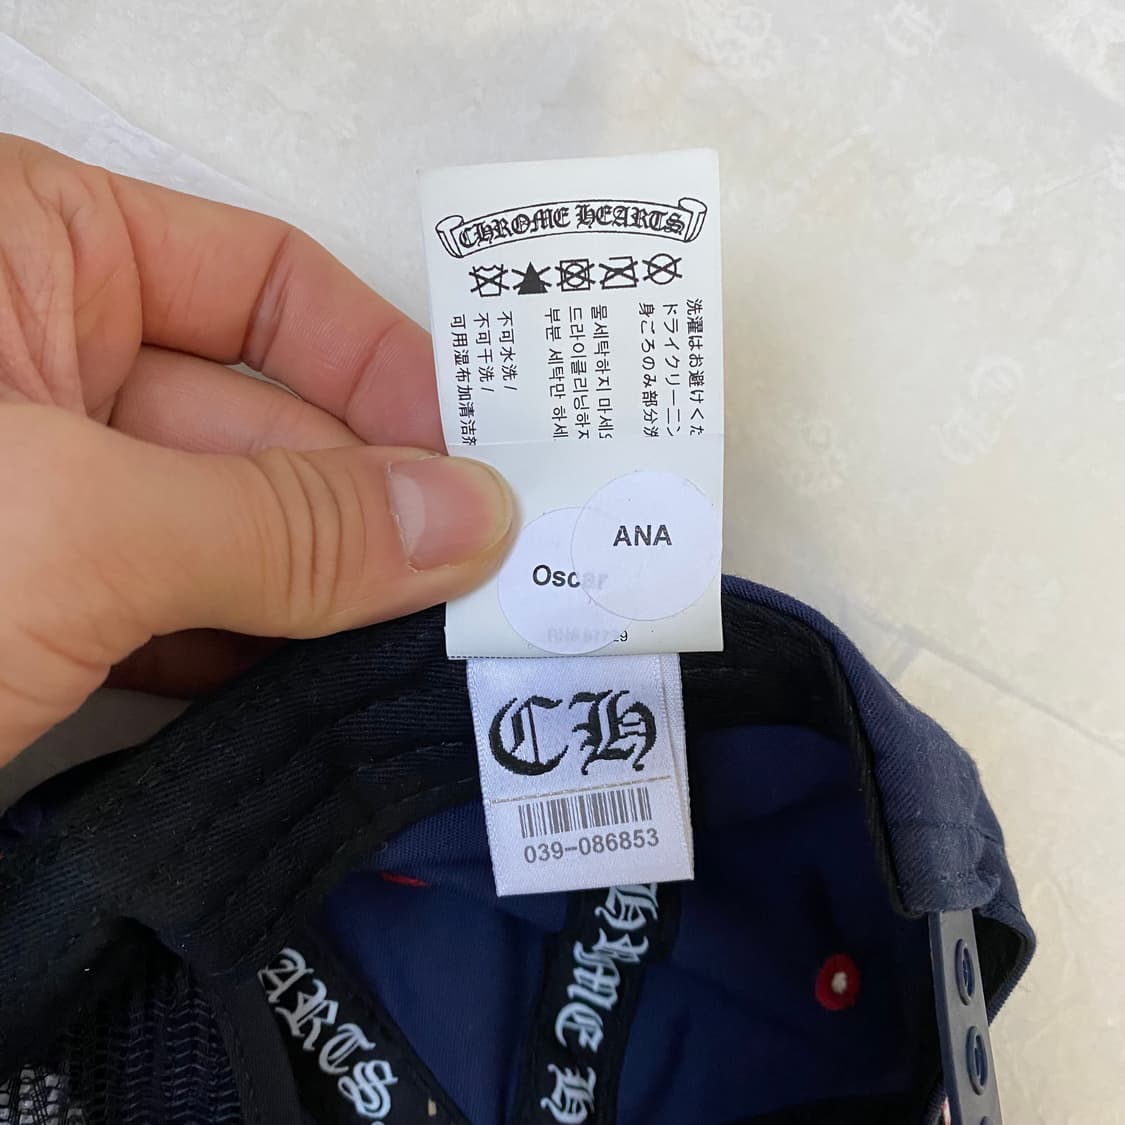 CHROME HEARTS
洗濯はお避けくた
ドライクリーニン
身ごろのみ部分洗
물세탁하지 마세요
드라이클리닝하지
부분 세탁만 하세
不可水洗/
不可干洗/
可用湿布加清洁剂
ANA
Oscar
29
CH
039-086853
ARTS